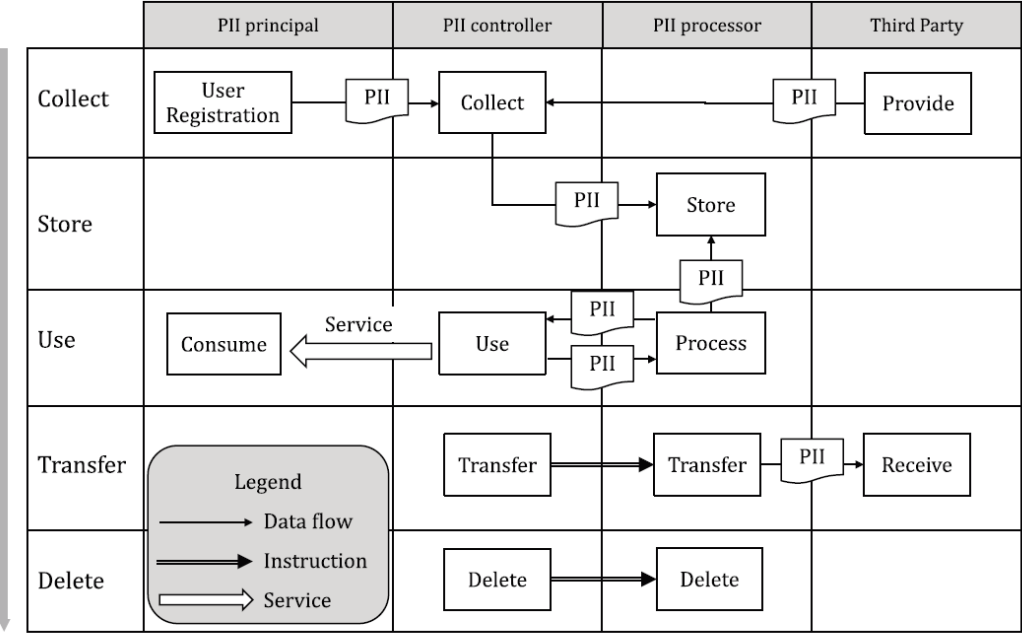 PII principal
PII controller
PII processor
Third Party
Collect
User
Registration
PII
Collect
PII
Provide
Store
PII
Store
PII
Use
Consume
Service
Use
PII
PII
Process
Transfer
Transfer
Transfer
PII
Receive
Legend
Data flow
Instruction
Service
Delete
Delete
Delete